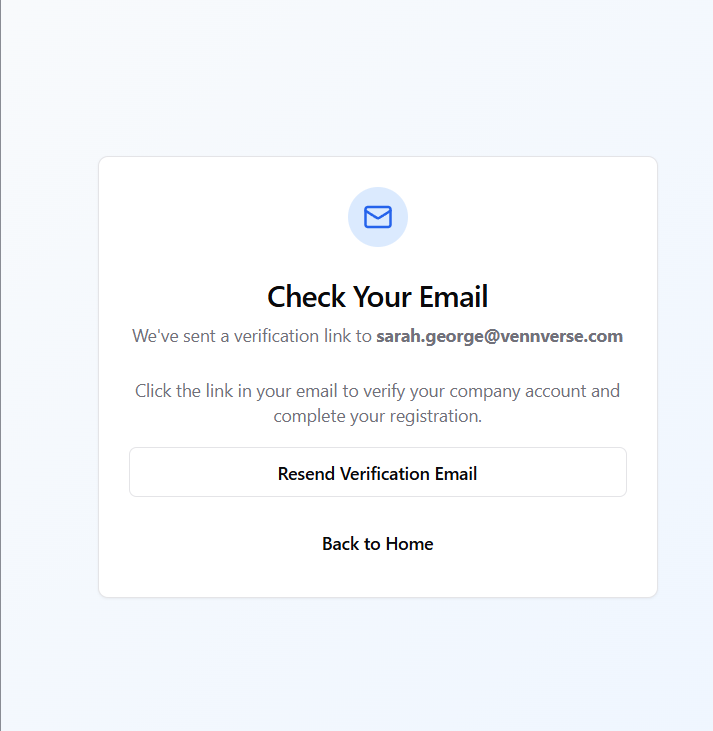 Check Your Email
We've sent a verification link to sarah.george@vennverse.com
Click the link in your email to verify your company account and
complete your registration.
Resend Verification Email
Back to Home